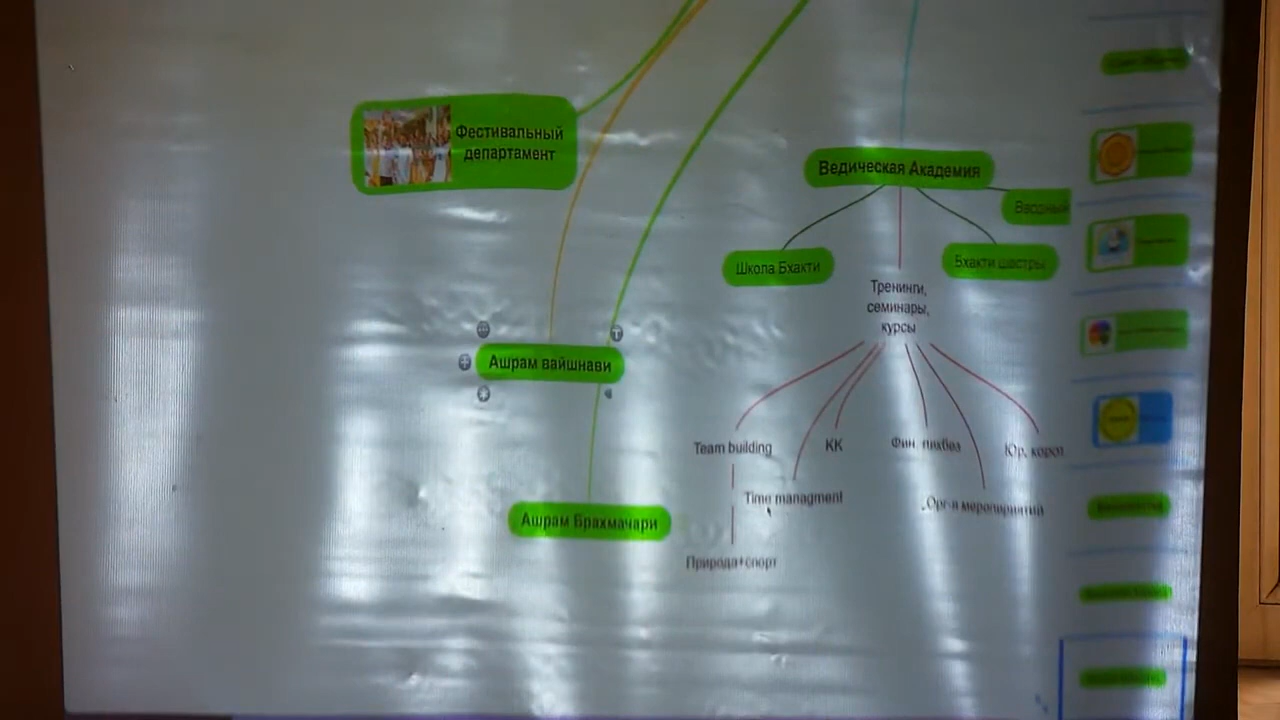 Фестивальный
департамент
Ведическая Академия
Вводный
Школа Бхакти
Бхакти шастры
Тренинги,
семинары,
курсы
Ашрам вайшнави
Team building
КК
Фин. ликбез
Юр. корот
Time managment
Орг-я мероприятий
Ашрам Брахмачари
Природа+спорт